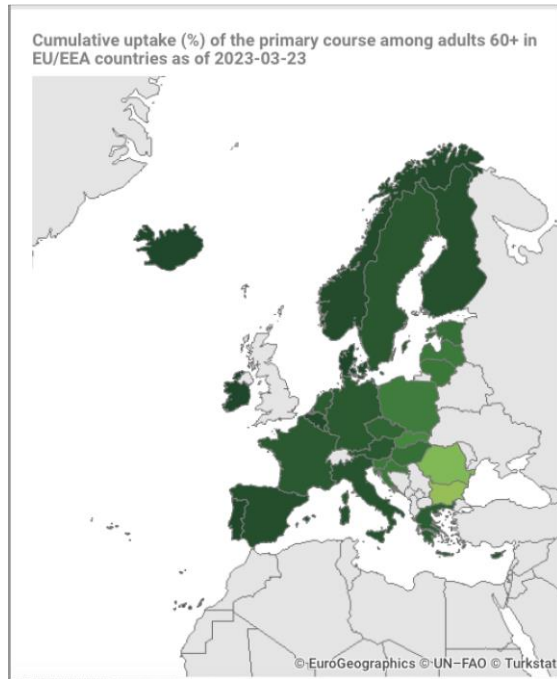 Cumulative uptake (%) of the primary course among adults 60+ in
EU/EEA countries as of 2023-03-23
© EuroGeographics © UN–FAO © Turkstat